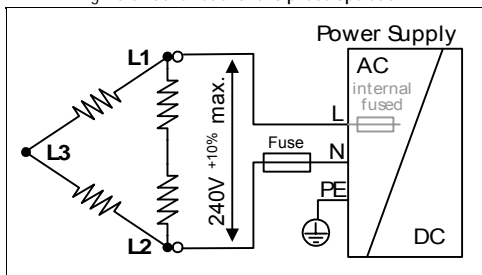 Power Supply
L1
AC
internal
fused
L
L3
240V +10% max.
Fuse
N
PE
L2
DC